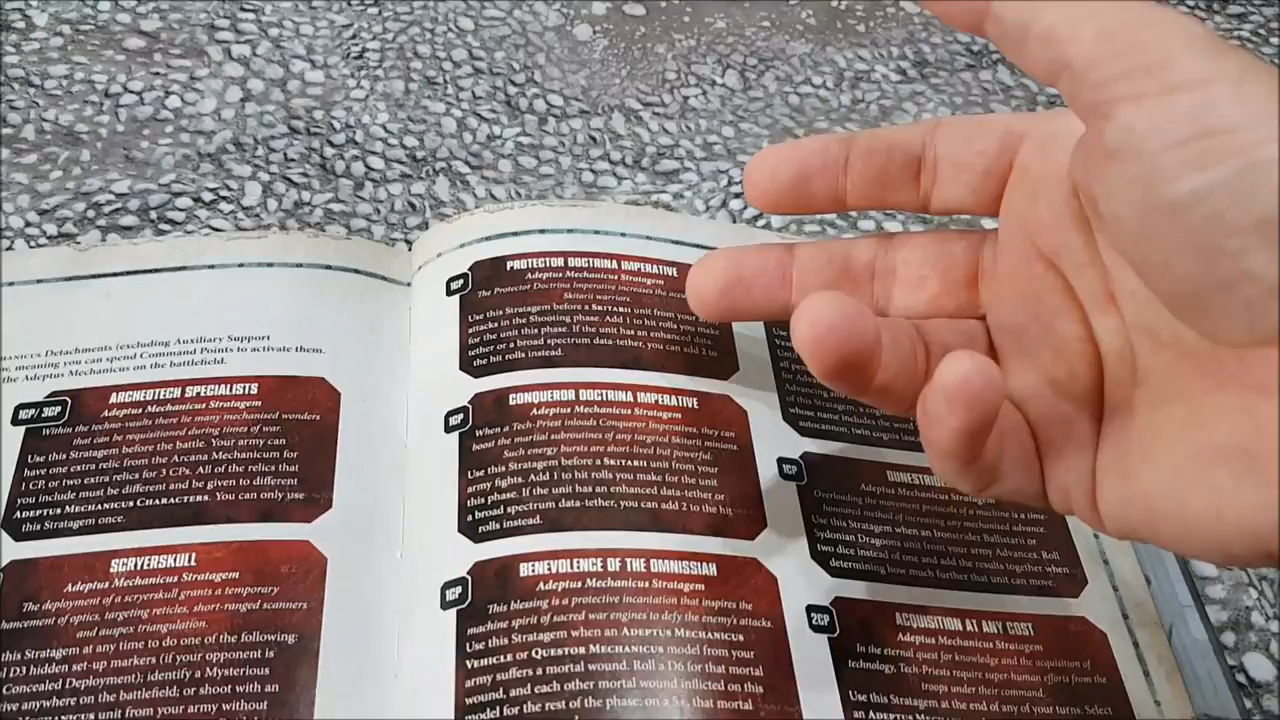 MECHANICUS Detachments (excluding Auxiliary Support
meaning you can spend Command Points to activate them.
the Adeptus Mechanicus on the battlefield.
1CP/3CP
ARCHEOTECH SPECIALISTS
Adeptus Mechanicus Stratagem
Within the techno-vaults there lie many mechanised wonders
that can be requisitioned during times of war.
Use this Stratagem before the battle. Your army can
have one extra relic from the Arcana Mechanicum for
1 CP, or two extra relics for 3 CPs. All of the relics that
you include must be different and be given to different
ADEPTUS MECHANICUS CHARACTERS. You can only use
this Stratagem once.
SCRYERSKULL
Adeptus Mechanicus Stratagem
The deployment of a scryerskull grants a temporary
of optics, targeting reticles, short-ranged scanners
and auspex triangulation.
this Stratagem at any time to do one of the following:
D3 hidden set-up markers (if your opponent is
Concealed Deployment); identify a Mysterious
anywhere on the battlefield; or shoot with an
unit from your army without
1CP
PROTECTOR DOCTRINA IMPERATIVE
Adeptus Mechanicus Stratagem
The Protector Doctrina Imperative increases the
Skitarii warriors.
Use this Stratagem before a SKITARII unit from your
attacks in the Shooting phase. Add 1 to hit rolls you make
for the unit this phase. If the unit has an enhanced data-
tether or a broad spectrum data-tether, you can add 2 to
the hit rolls instead.
1CP
CONQUEROR DOCTRINA IMPERATIVE
Adeptus Mechanicus Stratagem
When a Tech-Priest inloads Conqueror Imperatives, they can
boost the martial subroutines of any targeted Skitarii minions.
Such energy bursts are short-lived but powerful.
Use this Stratagem before a SKITARII unit from your
army fights. Add 1 to hit rolls you make for the unit
this phase. If the unit has an enhanced data-tether or
a broad spectrum data-tether, you can add 2 to the hit
rolls instead.
1CP
BENEVOLENCE OF THE OMNISSIAH
Adeptus Mechanicus Stratagem
This blessing is a protective incantation that inspires the
machine spirit of sacred war engines to defy the enemy's attacks.
Use this Stratagem when an ADEPTUS MECHANICUS
VEHICLE or QUESTOR MECHANICUS model from your
army suffers a mortal wound. Roll a D6 for that mortal
wound, and each other mortal wound inflicted on this
model for the rest of the phase; on a 5+, that mortal
Use
all
for
Advancing and
of this Stratagem, a
whose name includes the word
autocannon, twin cognis
1CP
Adeptus Mechanicus Stratagem
Overloading the movement protocols of a machine is a time-
honoured method of increasing any mechanised advance.
Use this Stratagem when an Ironstrider Ballistarii or
Sydonian Dragoons unit from your army Advances. Roll
two dice instead of one and add the results together when
determining how much further that unit can move.
2CP
ACQUISITION AT ANY COST
Adeptus Mechanicus Stratagem
In the eternal quest for knowledge and the acquisition of
technology, Tech-Priests require super-human efforts from the
troops under their command.
Use this Stratagem at the end of any of your turns. Select
an ADEPTUS